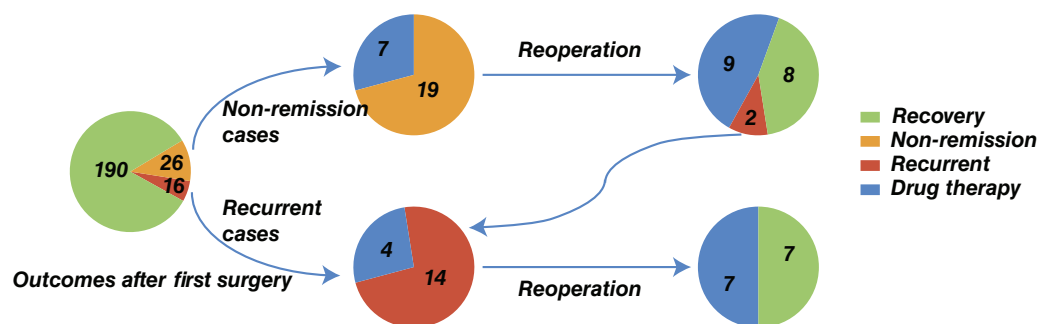 7
19
Reoperation
9
8
2
Non-remission
cases
190
26
16
Recovery
Non-remission
Recurrent
Drug therapy
Recurrent
cases
Outcomes after first surgery
4
14
Reoperation
7
7